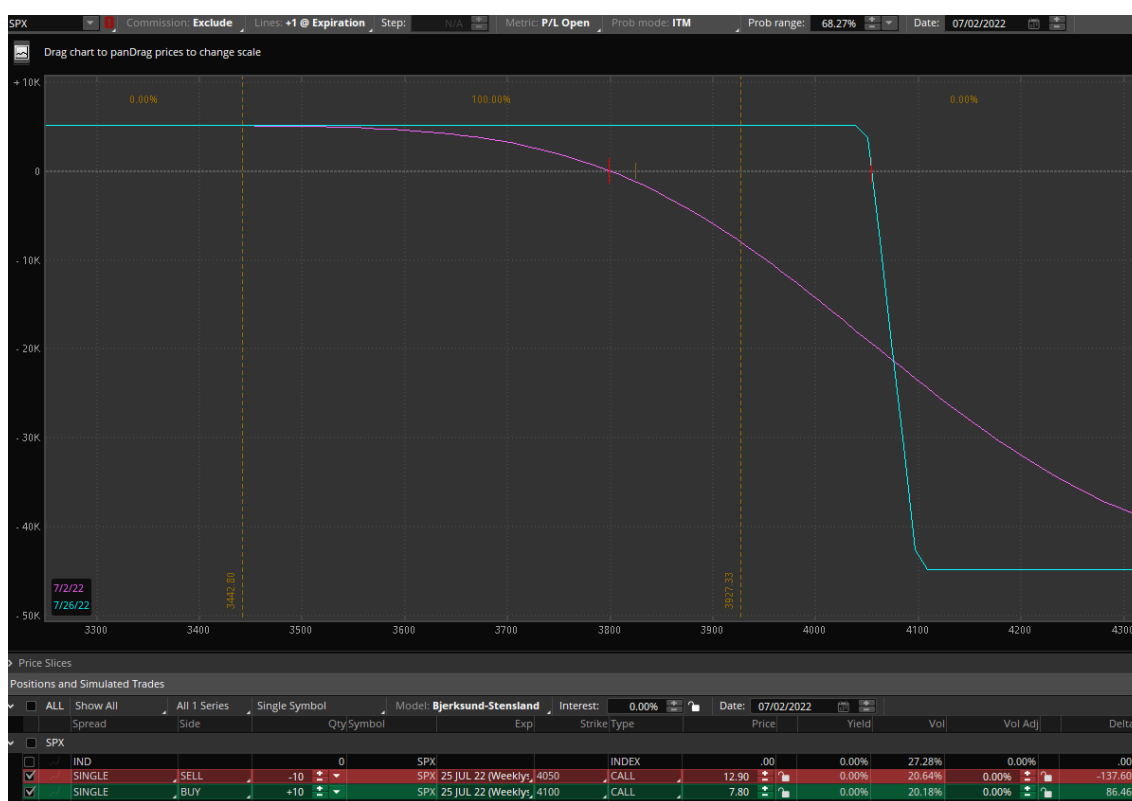 SPX Commission: Exclude Lines: +1 @ Expiration Step: N/A Metric: P/L Open Prob mode: ITM Prob range: 68.27% Date: 07/02/2022
Drag chart to panDrag prices to change scale
+ 10K
0.00% 100.00% 0.00%
0
- 10K
- 20K
- 30K
- 40K
3442.80 3927.33
7/2/22
7/26/22
- 50K
3300 3400 3500 3600 3700 3800 3900 4000 4100 4200 4300
Price Slices
Positions and Simulated Trades
ALL Show All All 1 Series Single Symbol Model: Bjerksund-Stensland Interest: 0.00% Date: 07/02/2022
Spread Side Qty Symbol Exp Strike Type Price Yield Vol Vol Adj Delta
SPX
IND 0 SPX INDEX .00 0.00% 27.28% 0.00% .00
SINGLE SELL -10 SPX 25 JUL 22 (Weeklys 4050 CALL 12.90 0.00% 20.64% 0.00% -137.60
SINGLE BUY +10 SPX 25 JUL 22 (Weeklys 4100 CALL 7.80 0.00% 20.18% 0.00% 86.46